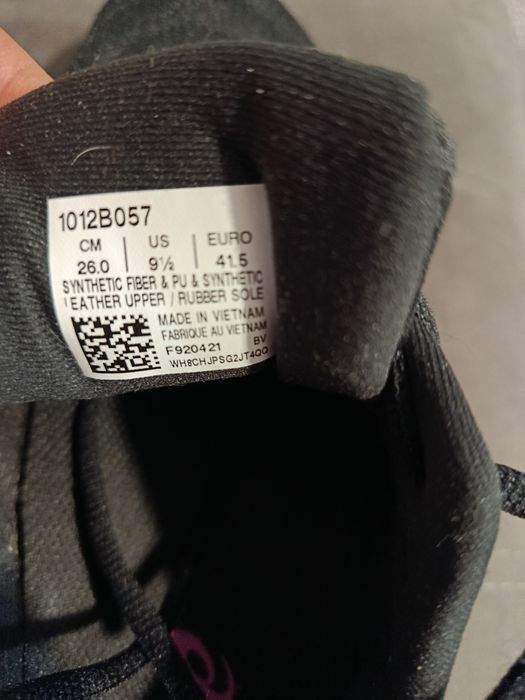 1012B057
CM | US | EURO
26.0 | 9½ | 41.5
SYNTHETIC FIBER & PU & SYNTHETIC
LEATHER UPPER / RUBBER SOLE
MADE IN VIETNAM
FABRIQUE AU VIETNAM
F920421 BV
WH8CHJPSG2JT4QQ